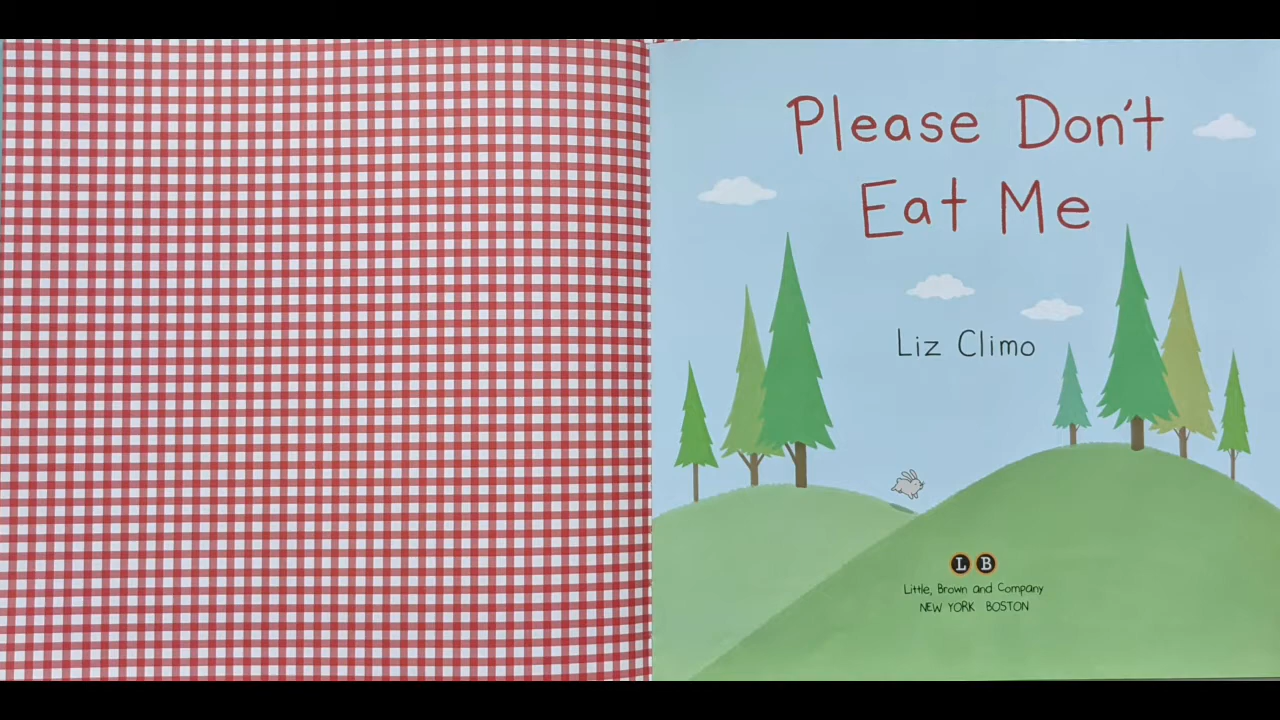 Please Don't
Eat Me
Liz Climo
L B
Little, Brown and Company
NEW YORK BOSTON